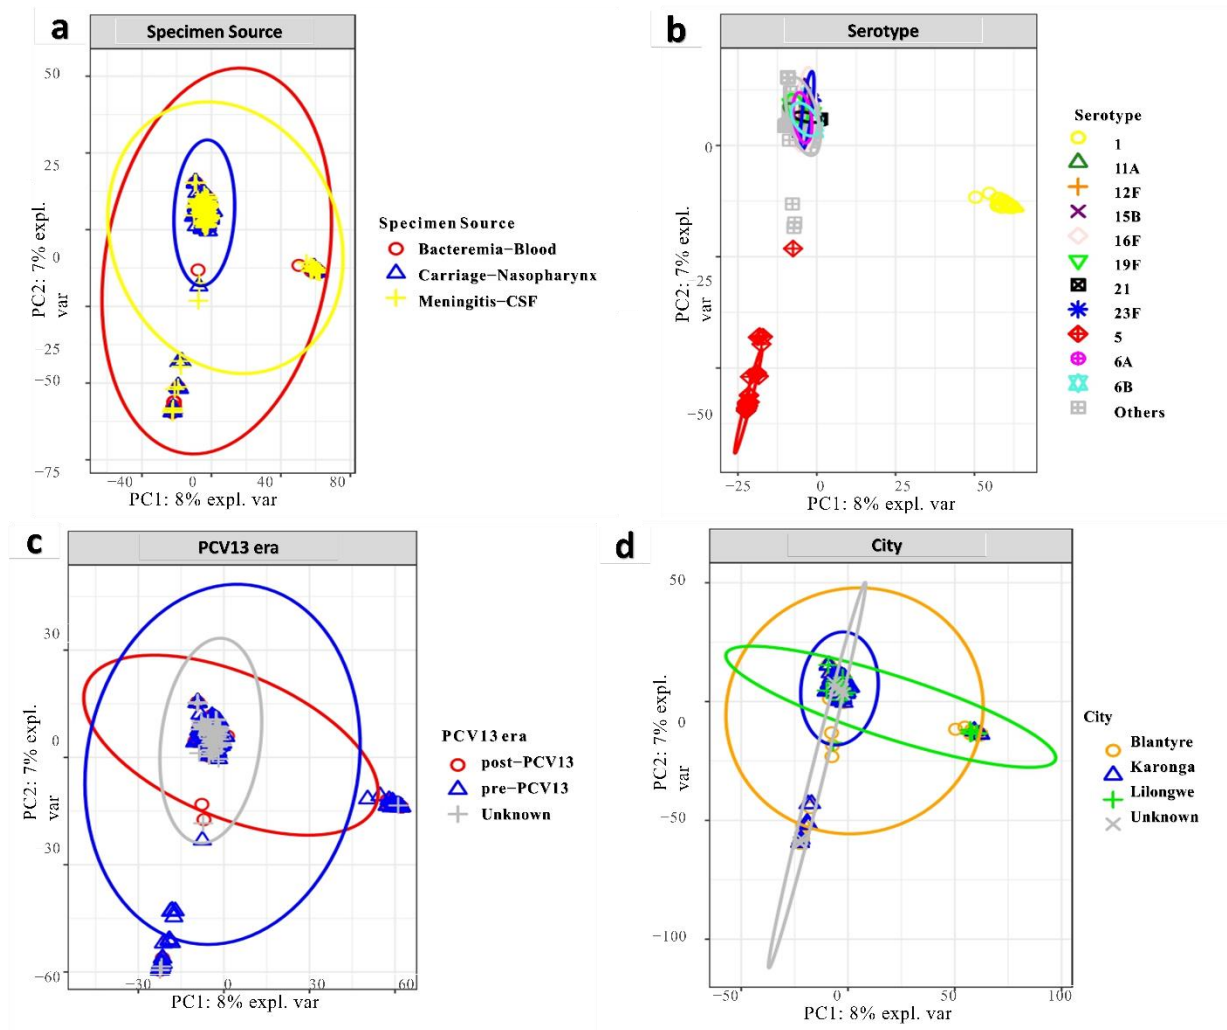 a
Specimen Source
50
25
0
25
−50
−75
PC2: 7% expl.
var
−40
0
40
80
PC1: 8% expl. var
Specimen Source
Bacteremia−Blood
Carriage−Nasopharynx
Meningitis−CSF
b
Serotype
0
−25
−50
PC2: 7% expl.
var
−25
0
25
50
PC1: 8% expl. var
Serotype
1
11A
12F
15B
16F
19F
21
23F
5
6A
6B
Others
c
PCV13 era
30
0
30
−60
PC2: 7% expl.
var
−30
0
30
60
PC1: 8% expl. var
PCV13 era
post−PCV13
pre−PCV13
Unknown
d
City
50
0
−50
−100
PC2: 7% expl.
var
−50
0
50
100
PC1: 8% expl. var
City
Blantyre
Karonga
Lilongwe
Unknown